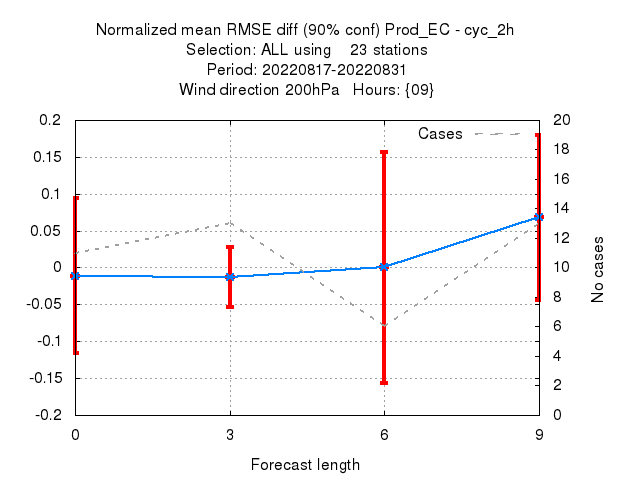 Normalized mean RMSE diff (90% conf) Prod_EC - cyc_2h
Selection: ALL using 23 stations
Period: 20220817-20220831
Wind direction 200hPa Hours: {09}
0.2 20
Cases
0.15 18
0.1 16
0.05 14
0 12
-0.05 10
-0.1 8
-0.15 6
-0.2 4
2
0
No cases
0 3 6 9
Forecast length